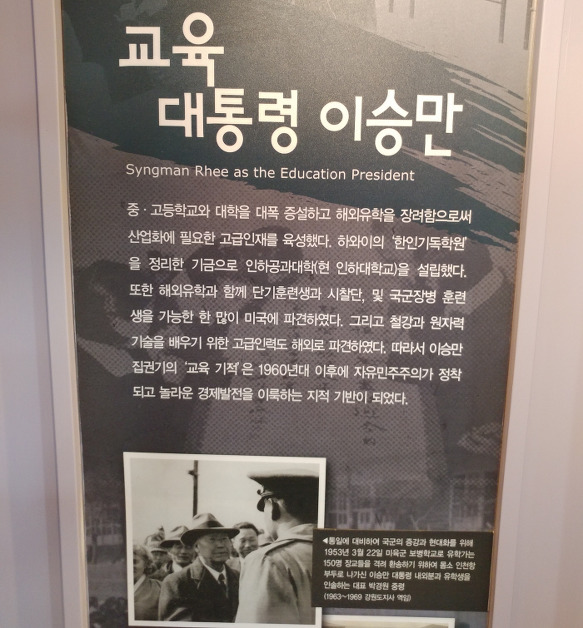 교육
대통령 이승만
Syngman Rhee as the Education President
중·고등학교와 대학을 대폭 증설하고 해외유학을 장려함으로써
산업화에 필요한 고급인재를 육성했다. 하와이의 '한인기독학원'
을 정리한 기금으로 인하공과대학(현 인하대학교)을 설립했다.
또한 해외유학과 함께 단기훈련생과 시찰단, 및 국군장병 훈련
생을 가능한 한 많이 미국에 파견하였다. 그리고 철강과 원자력
기술을 배우기 위한 고급인력도 해외로 파견하였다. 따라서 이승만
집권기의 '교육 기적'은 1960년대 이후에 자유민주주의가 정착
되고 놀라운 경제발전을 이룩하는 지적 기반이 되었다.
◀통일에 대비하여 국군의 증강과 현대화를 위해
1953년 3월 22일 미육군 보병학교로 유학가는
150명 장교들을 격려 환송하기 위하여 몸소 인천항
부두로 나가신 이승만 대통령 내외분과 유학생을
인솔하는 대표 박경원 중령
(1963~1969 강원도지사 역임)